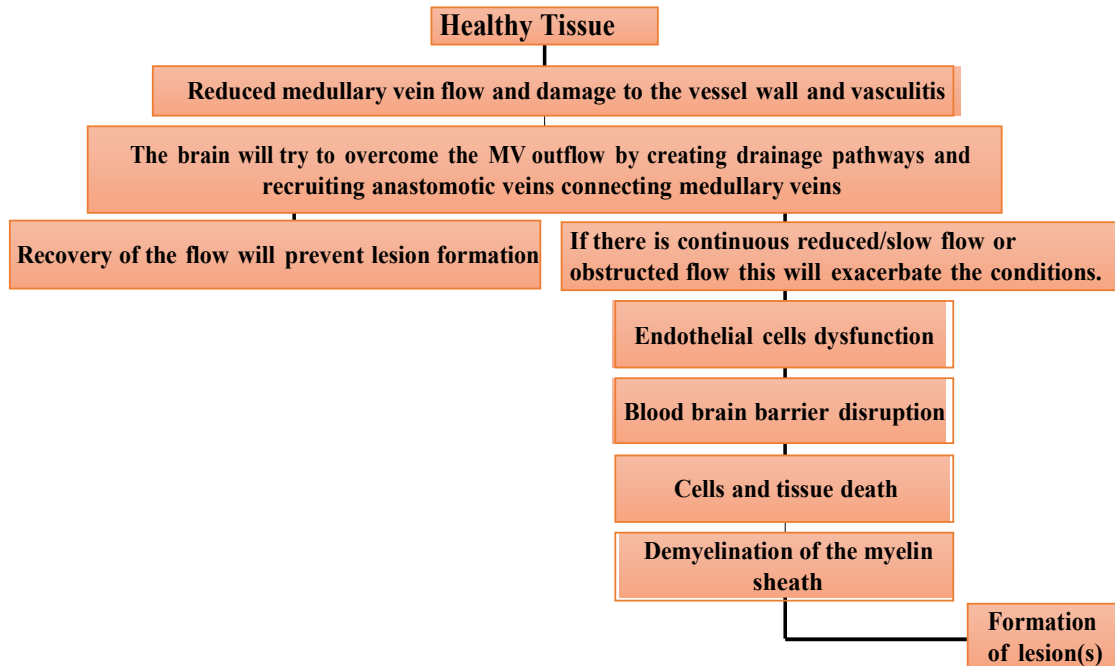 Healthy Tissue
Reduced medullary vein flow and damage to the vessel wall and vasculitis
The brain will try to overcome the MV outflow by creating drainage pathways and
recruiting anastomotic veins connecting medullary veins
Recovery of the flow will prevent lesion formation
If there is continuous reduced/slow flow or
obstructed flow this will exacerbate the conditions.
Endothelial cells dysfunction
Blood brain barrier disruption
Cells and tissue death
Demyelination of the myelin
sheath
Formation
of lesion(s)